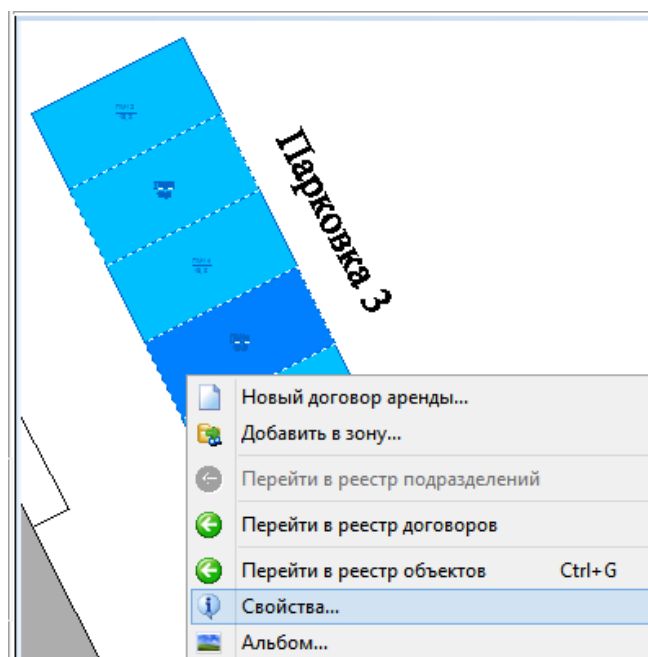 Парковка 3
Новый договор аренды...
Добавить в зону...
Перейти в реестр подразделений
Перейти в реестр договоров
Перейти в реестр объектов Ctrl+G
Свойства...
Альбом...